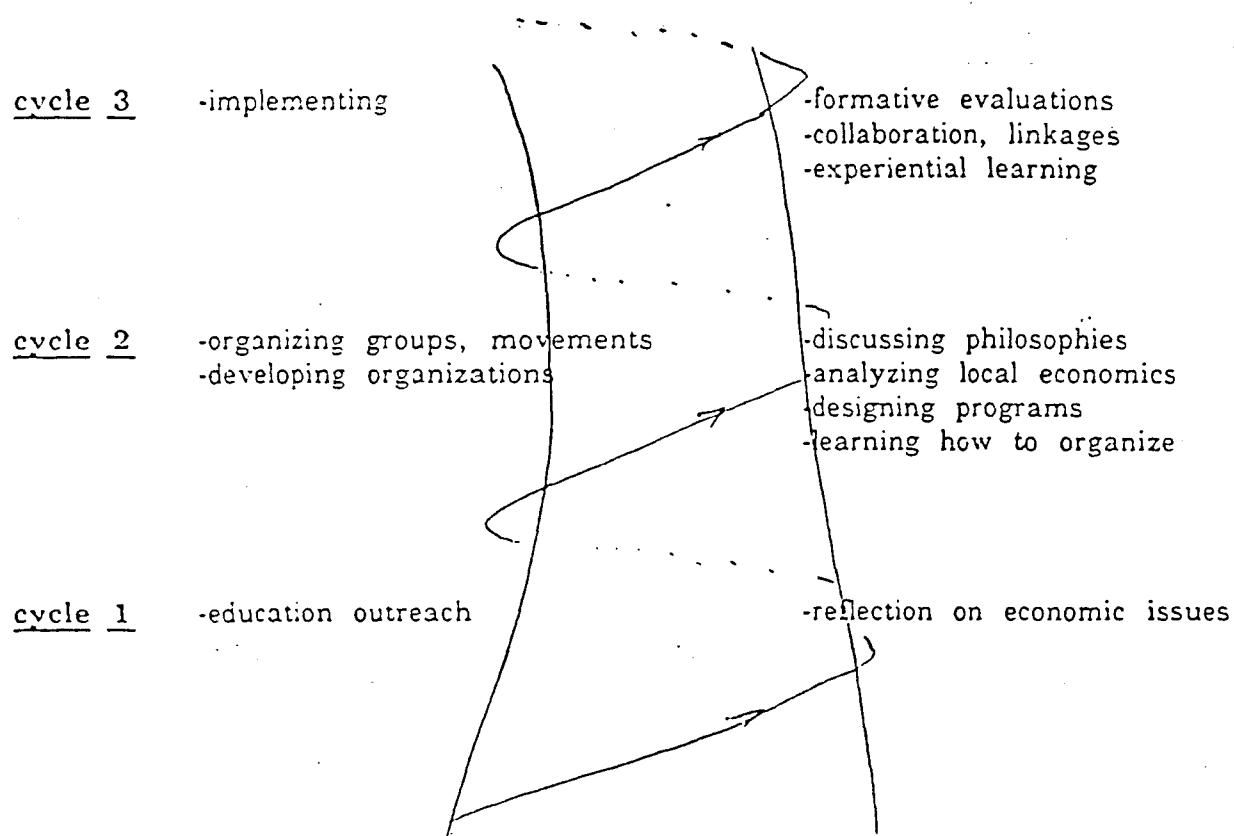 cycle 3 -implementing -formative evaluations
-collaboration, linkages
-experiential learning
cycle 2 -organizing groups, movements -discussing philosophies
-developing organizations -analyzing local economics
-designing programs
-learning how to organize
cycle 1 -education outreach -reflection on economic issues